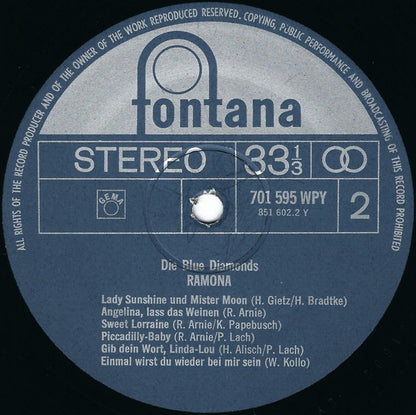 ALL RIGHTS OF THE RECORD PRODUCER AND OF THE OWNER OF THE WORK REPRODUCED RESERVED. COPYING, PUBLIC PERFORMANCE AND BROADCASTING OF THIS RECORD PROHIBITED
fontana
STEREO 33 1/3
GEMA
701 595 WPY
851 602.2 Y
2
Die Blue Diamonds
RAMONA
Lady Sunshine und Mister Moon (H. Gietz/H. Bradtke)
Angelina, lass das Weinen (R. Arnie)
Sweet Lorraine (R. Arnie/K. Papebusch)
Piccadilly-Baby (R. Arnie/P. Lach)
Gib dein Wort, Linda-Lou (H. Alisch/P. Lach)
Einmal wirst du wieder bei mir sein (W. Kollo)